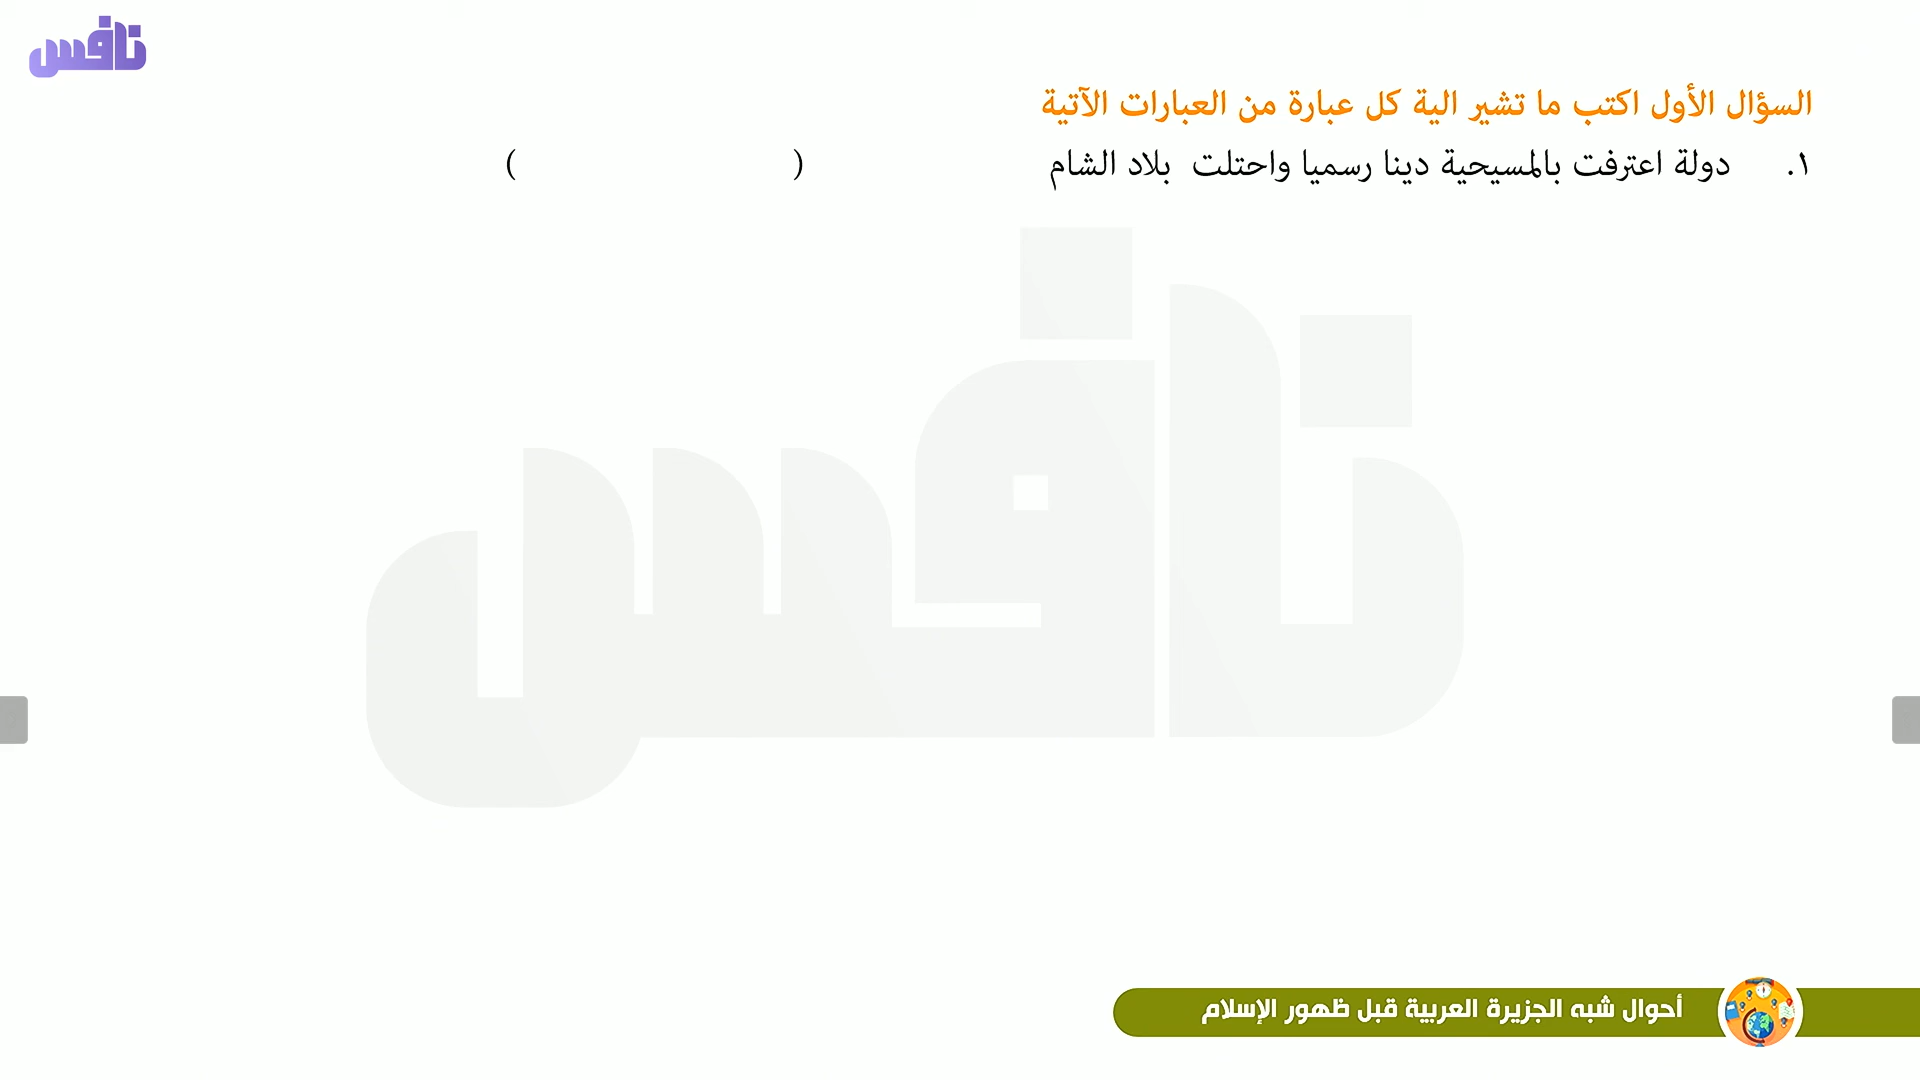 نافس
السؤال الأول اكتب ما تشير الية كل عبارة من العبارات الآتية
١. دولة اعترفت بالمسيحية دينا رسميا واحتلت بلاد الشام ( )
نافس
أحوال شبه الجزيرة العربية قبل ظهور الإسلام